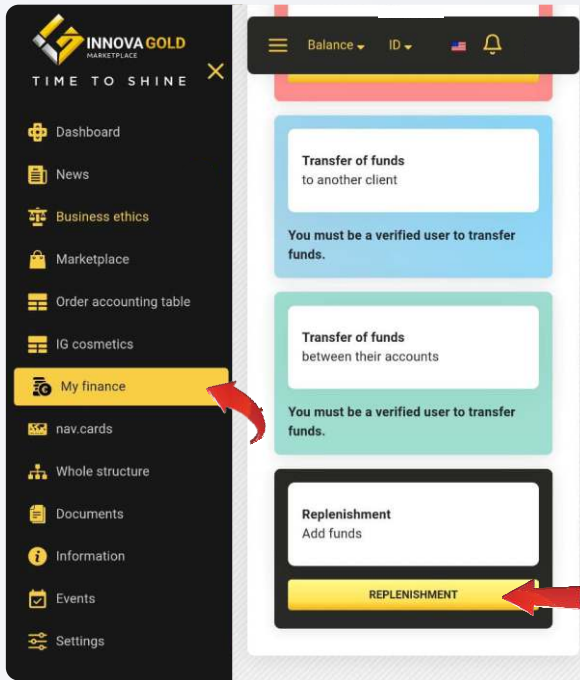 INNOVA GOLD
MARKETPLACE
TIME TO SHINE
Dashboard
News
Business ethics
Marketplace
Order accounting table
IG cosmetics
My finance
nav.cards
Whole structure
Documents
Information
Events
Settings
Balance
ID
Transfer of funds
to another client
You must be a verified user to transfer
funds.
Transfer of funds
between their accounts
You must be a verified user to transfer
funds.
Replenishment
Add funds
REPLENISHMENT